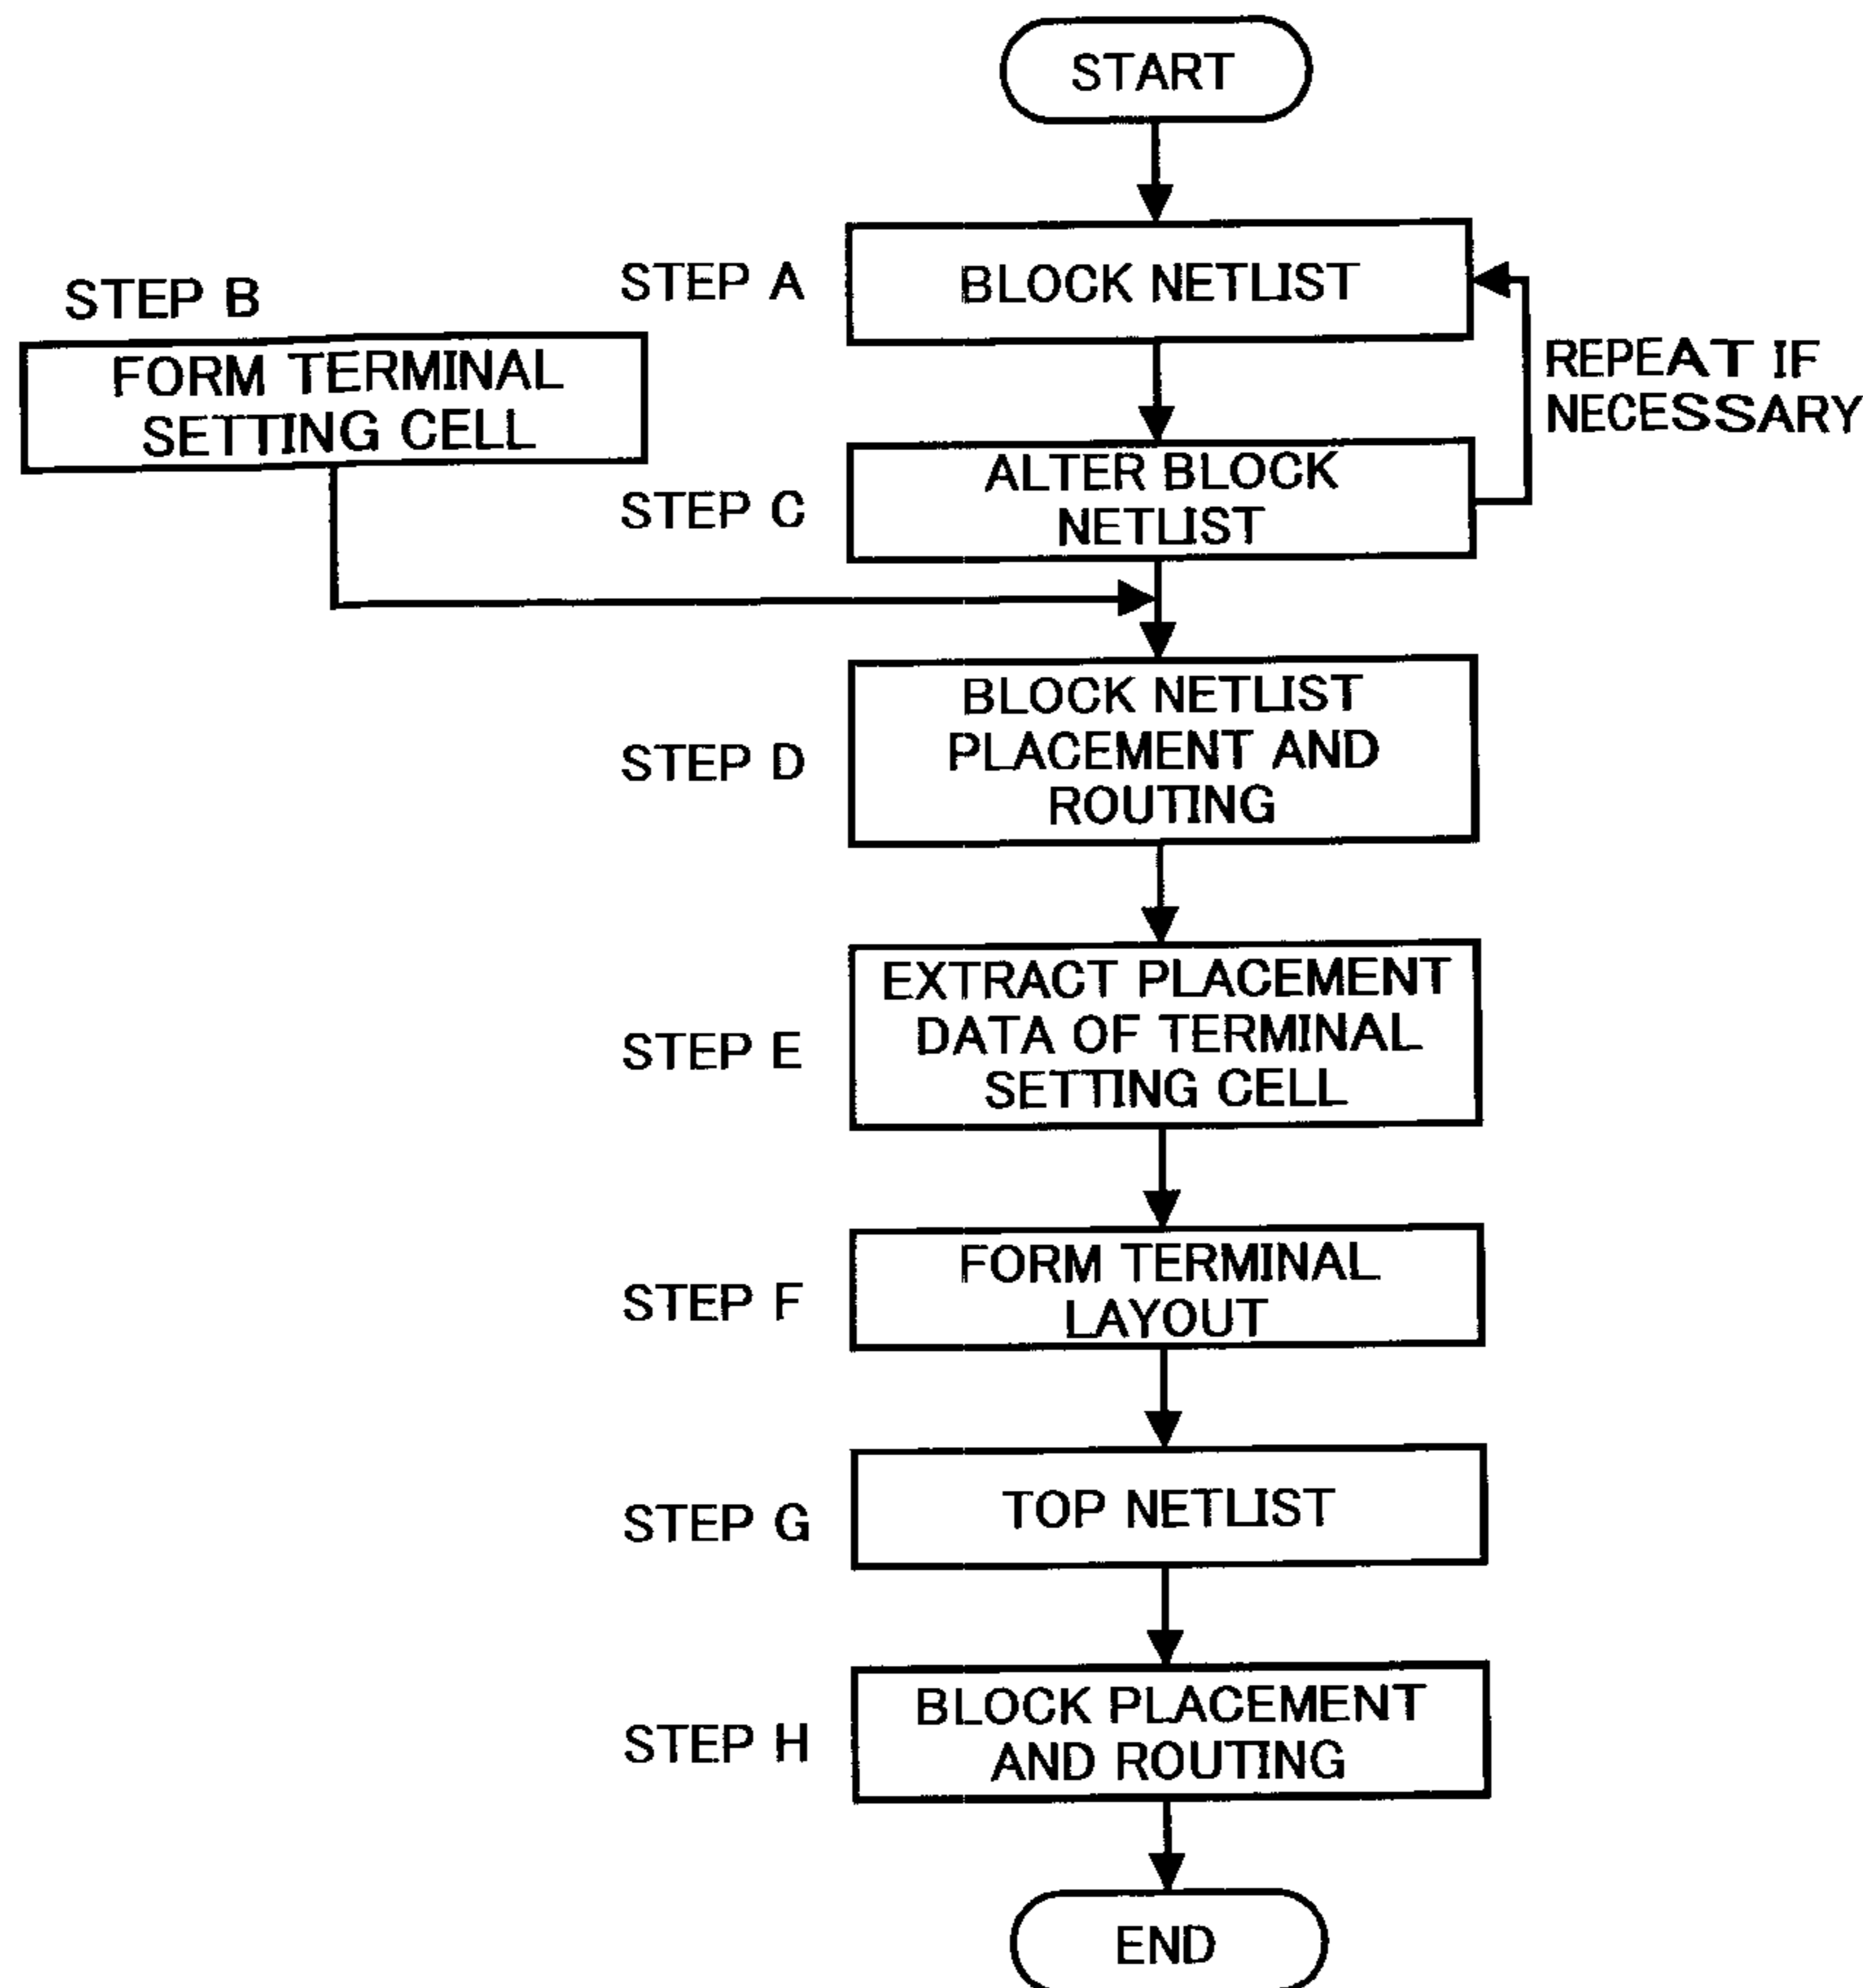 START
STEP A
BLOCK NETLIST
STEP B
FORM TERMINAL
SETTING CELL
REPEAT IF
NECESSARY
STEP C
ALTER BLOCK
NETLIST
STEP D
BLOCK NETLIST
PLACEMENT AND
ROUTING
STEP E
EXTRACT PLACEMENT
DATA OF TERMINAL
SETTING CELL
STEP F
FORM TERMINAL
LAYOUT
STEP G
TOP NETLIST
STEP H
BLOCK PLACEMENT
AND ROUTING
END